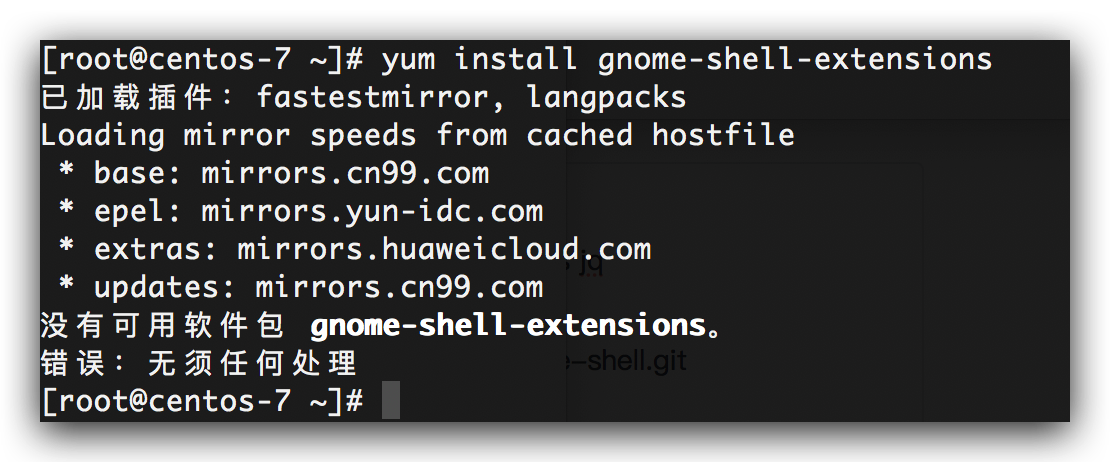 [root@centos-7 ~]# yum install gnome-shell-extensions
已加载插件：fastestmirror, langpacks
Loading mirror speeds from cached hostfile
 * base: mirrors.cn99.com
 * epel: mirrors.yun-idc.com
 * extras: mirrors.huaweicloud.com
 * updates: mirrors.cn99.com
没有可用软件包 gnome-shell-extensions。
错误：无须任何处理
[root@centos-7 ~]#
jq
e-shell.git